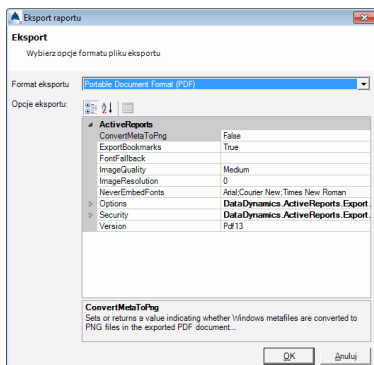 Eksport raportu
Eksport
Wybierz opcje formatu pliku eksportu
Format eksportu Portable Document Format (PDF)
Opcje eksportu:
ActiveReports
ConvertMetaToPng False
ExportBookmarks True
FontFallback
ImageQuality Medium
ImageResolution 0
NeverEmbedFonts Arial;Courier New;Times New Roman
Options DataDynamics.ActiveReports.Export.
Security DataDynamics.ActiveReports.Export.
Version Pdf13
ConvertMetaToPng
Sets or returns a value indicating whether Windows metafiles are converted to
PNG files in the exported PDF document...
OK Anuluj